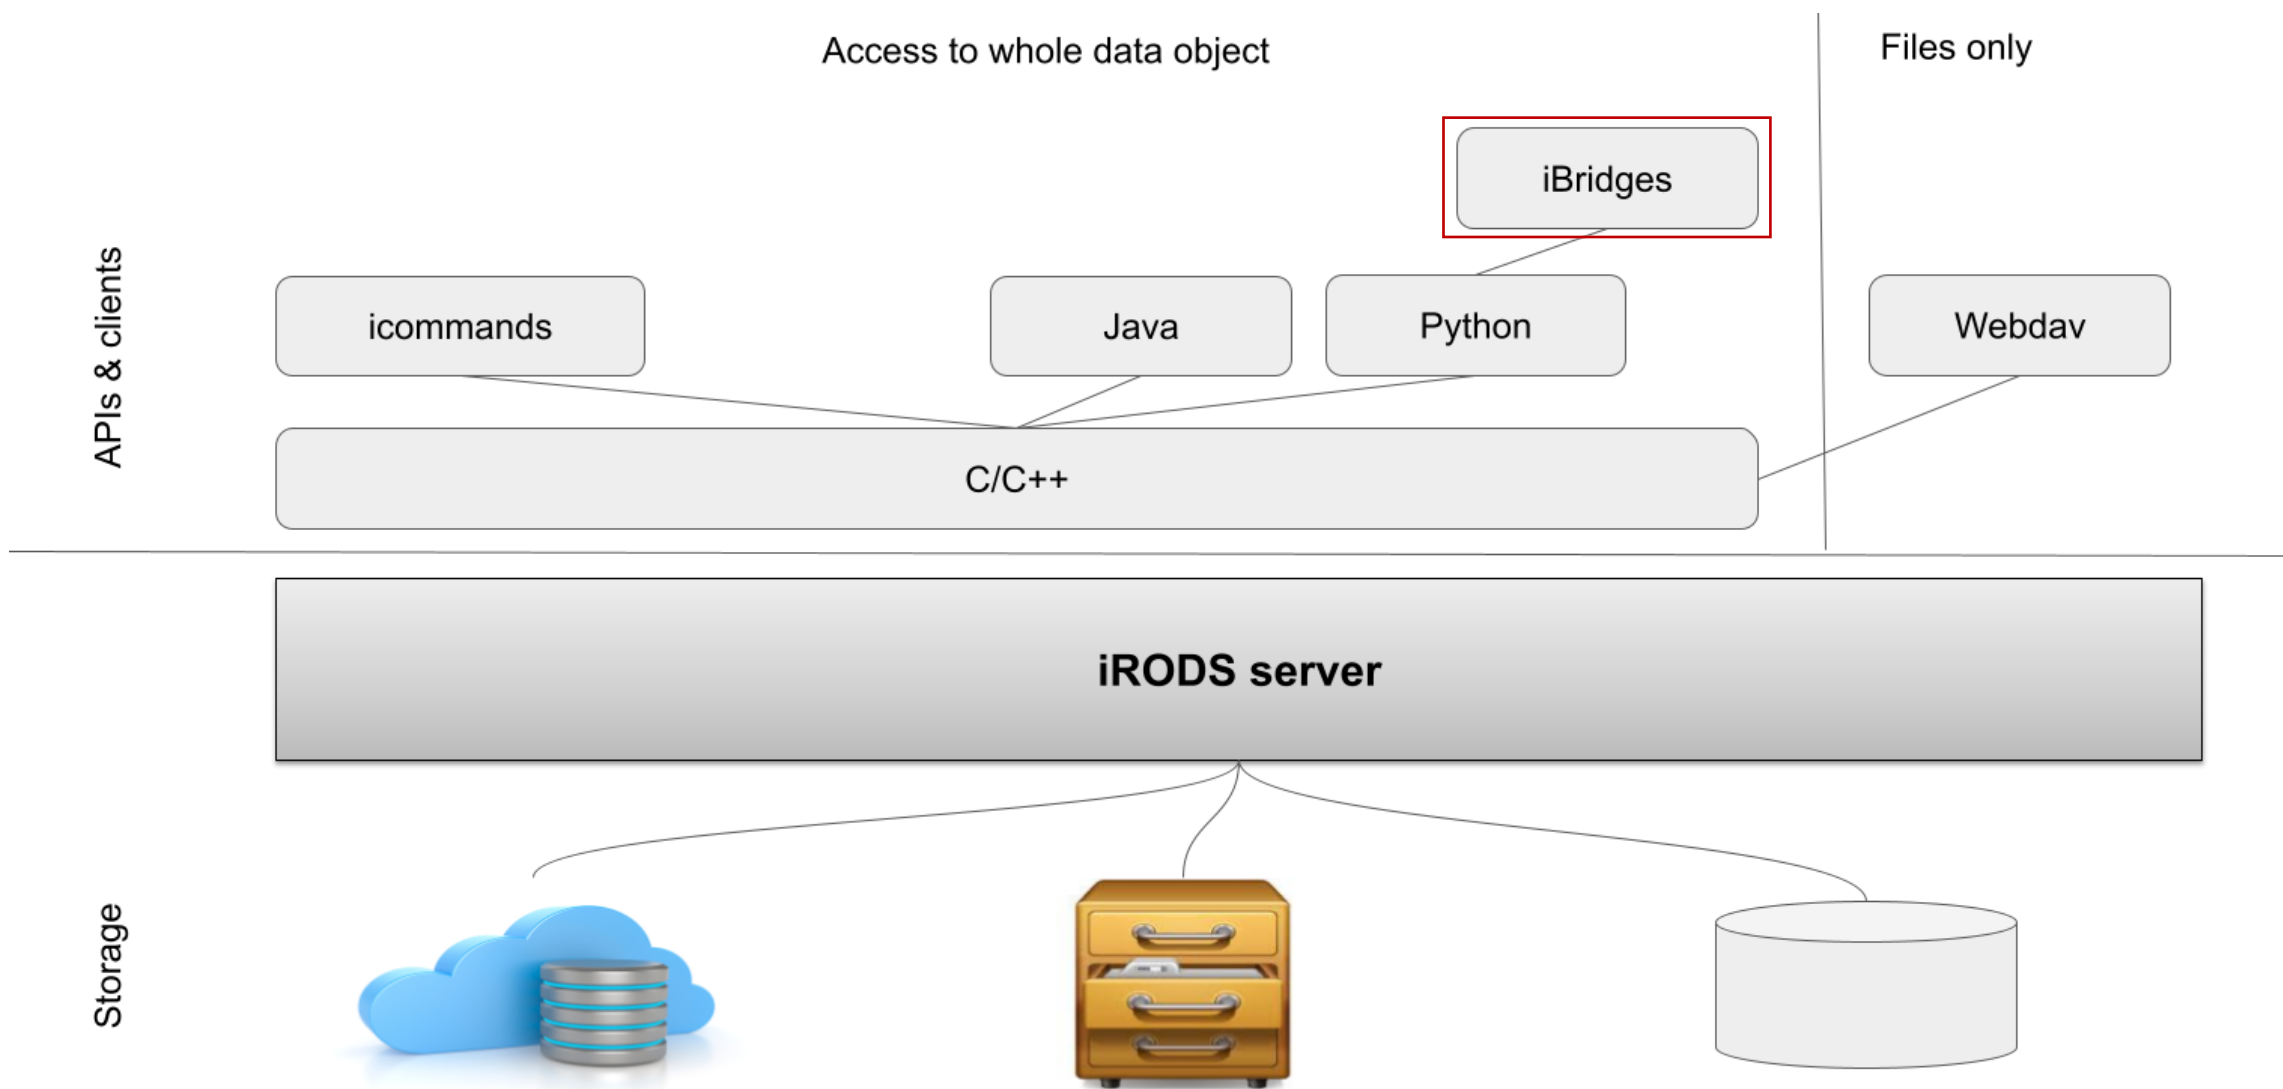 Access to whole data object
Files only
iBridges
APIs & clients
icommands
Java
Python
Webdav
C/C++
iRODS server
Storage